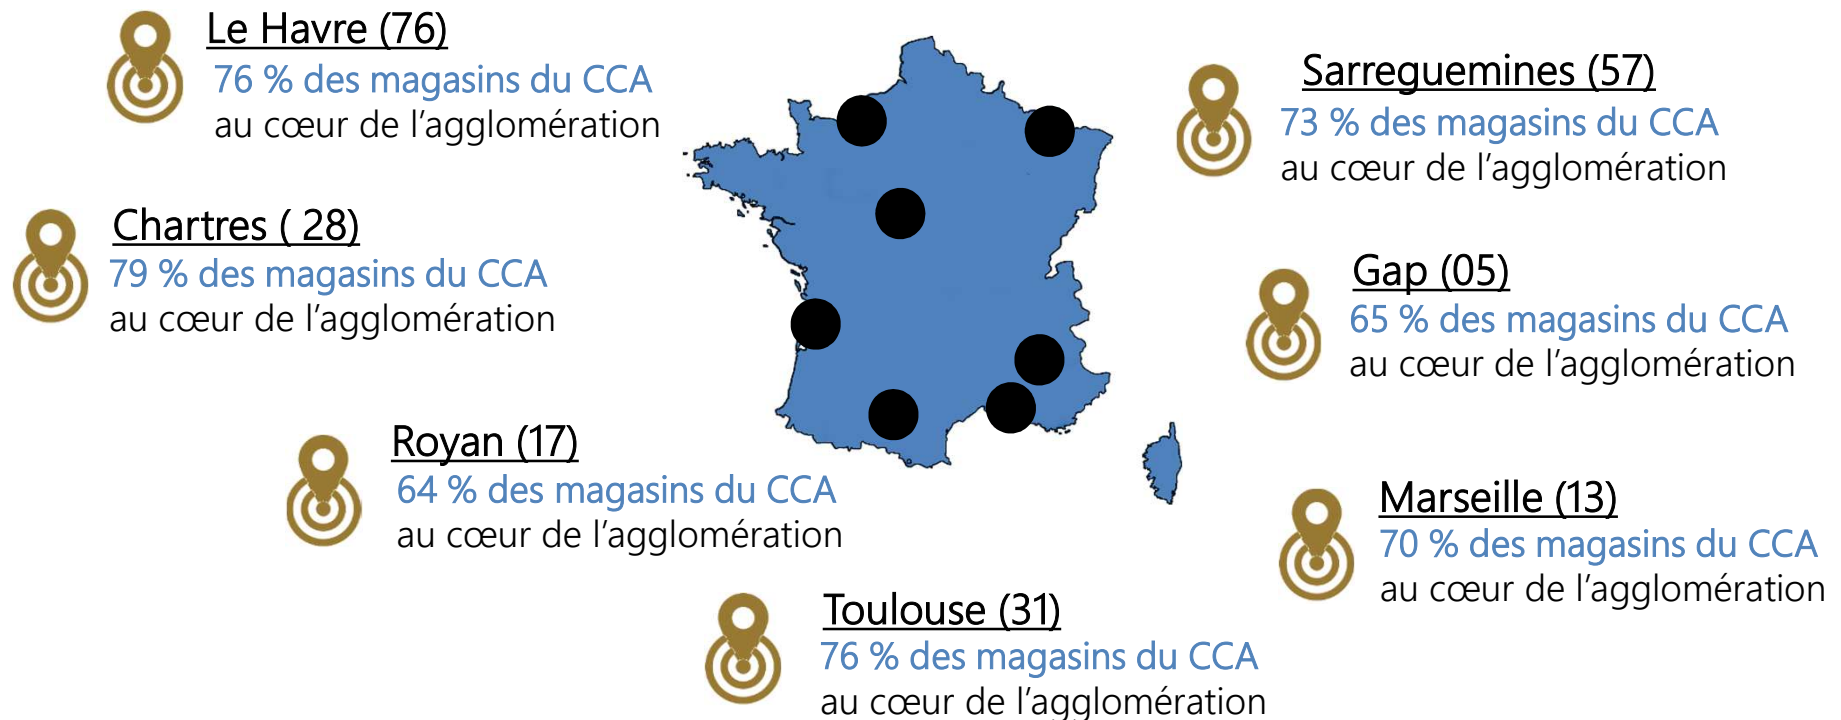 Le Havre (76)
76 % des magasins du CCA
au cœur de l’agglomération
Sarreguemines (57)
73 % des magasins du CCA
au cœur de l’agglomération
Chartres ( 28)
79 % des magasins du CCA
au cœur de l’agglomération
Gap (05)
65 % des magasins du CCA
au cœur de l’agglomération
Royan (17)
64 % des magasins du CCA
au cœur de l’agglomération
Marseille (13)
70 % des magasins du CCA
au cœur de l’agglomération
Toulouse (31)
76 % des magasins du CCA
au cœur de l’agglomération